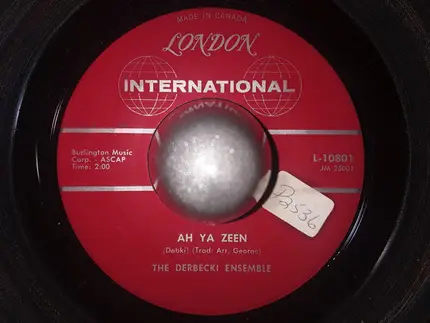 MADE IN CANADA
LONDON
INTERNATIONAL
Burlington Music
Corp. - ASCAP
Time: 2:00
L-10801
AH YA ZEEN
(Debki) (Trad: Arr, George)
THE DERBECKI ENSEMBLE